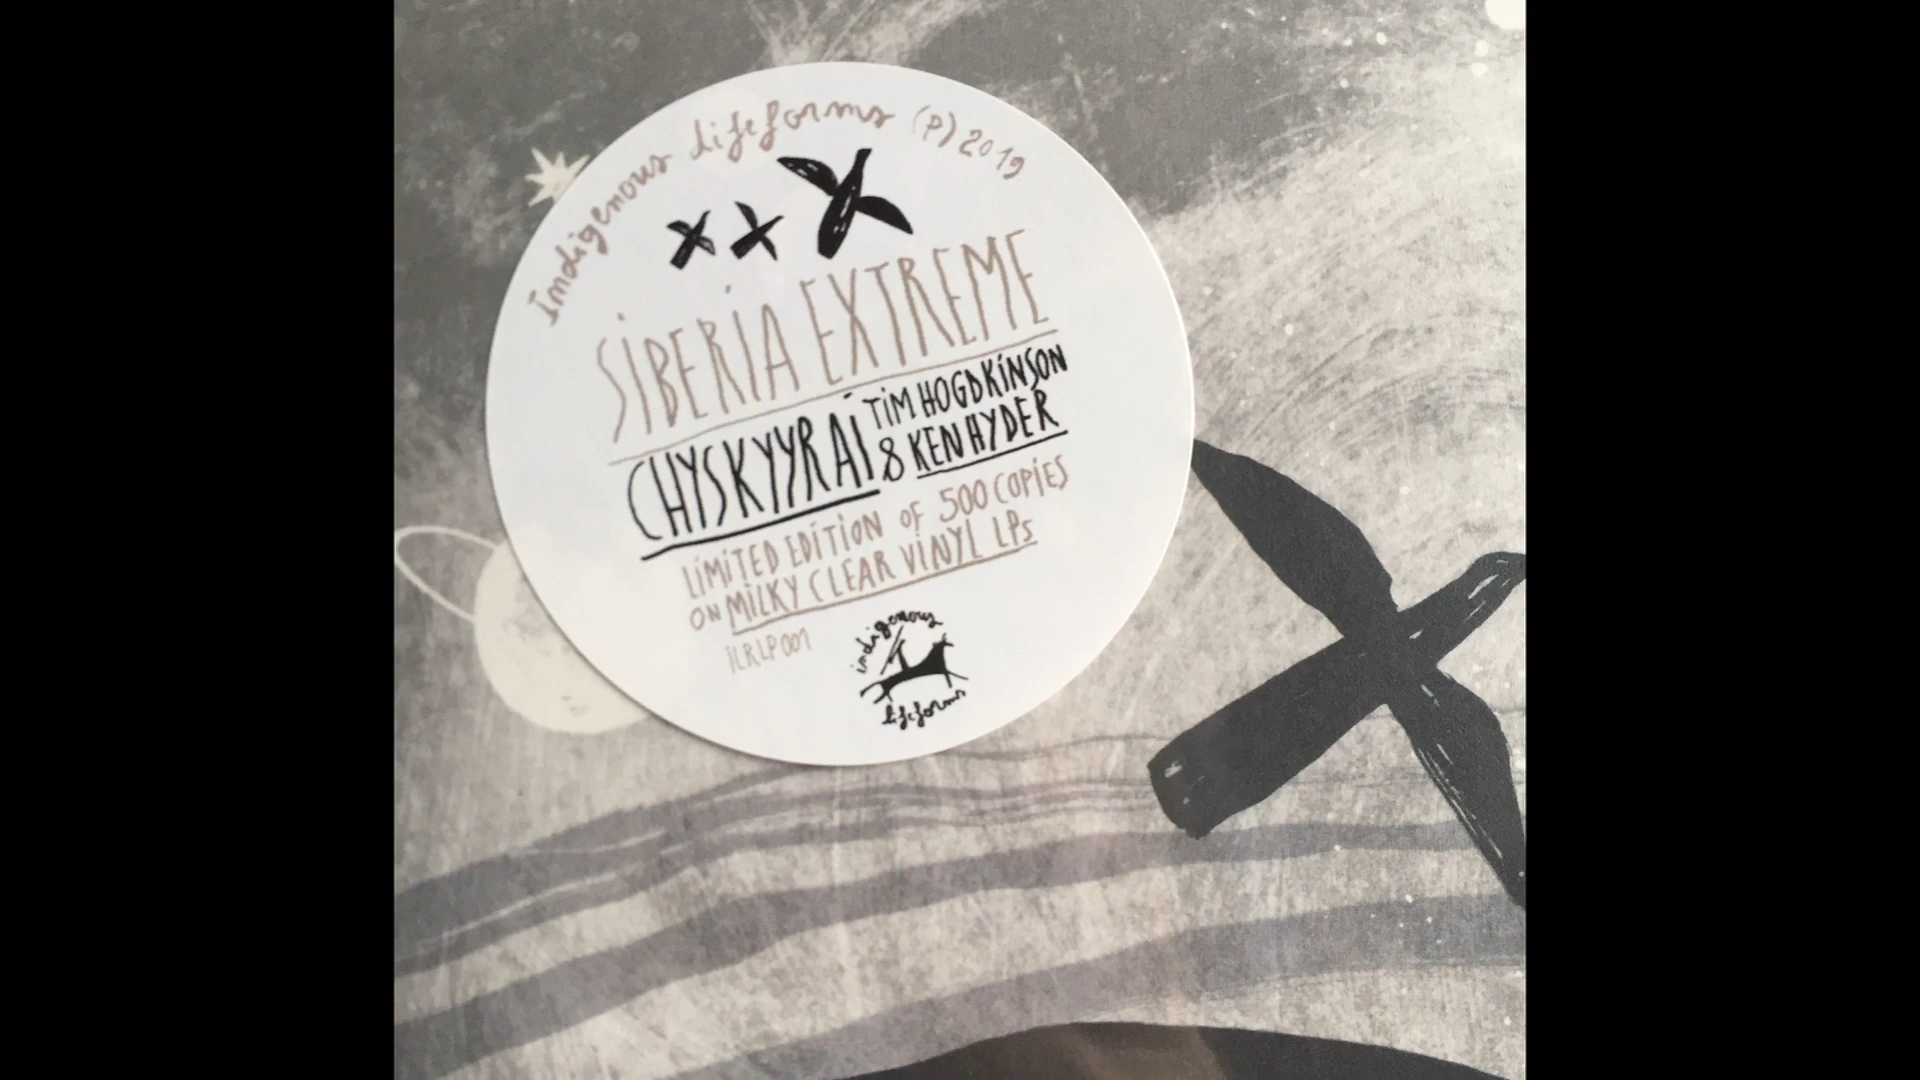 Indigenous Lifeforms (P) 2019
SIBERIA EXTREME
CHYSKYYRAI TIM HOGDKINSON
& KEN HYDER
LIMITED EDITION OF 500 COPIES
ON MILKY CLEAR VINYL LPs
ILRLP001
indigenous
lifeforms